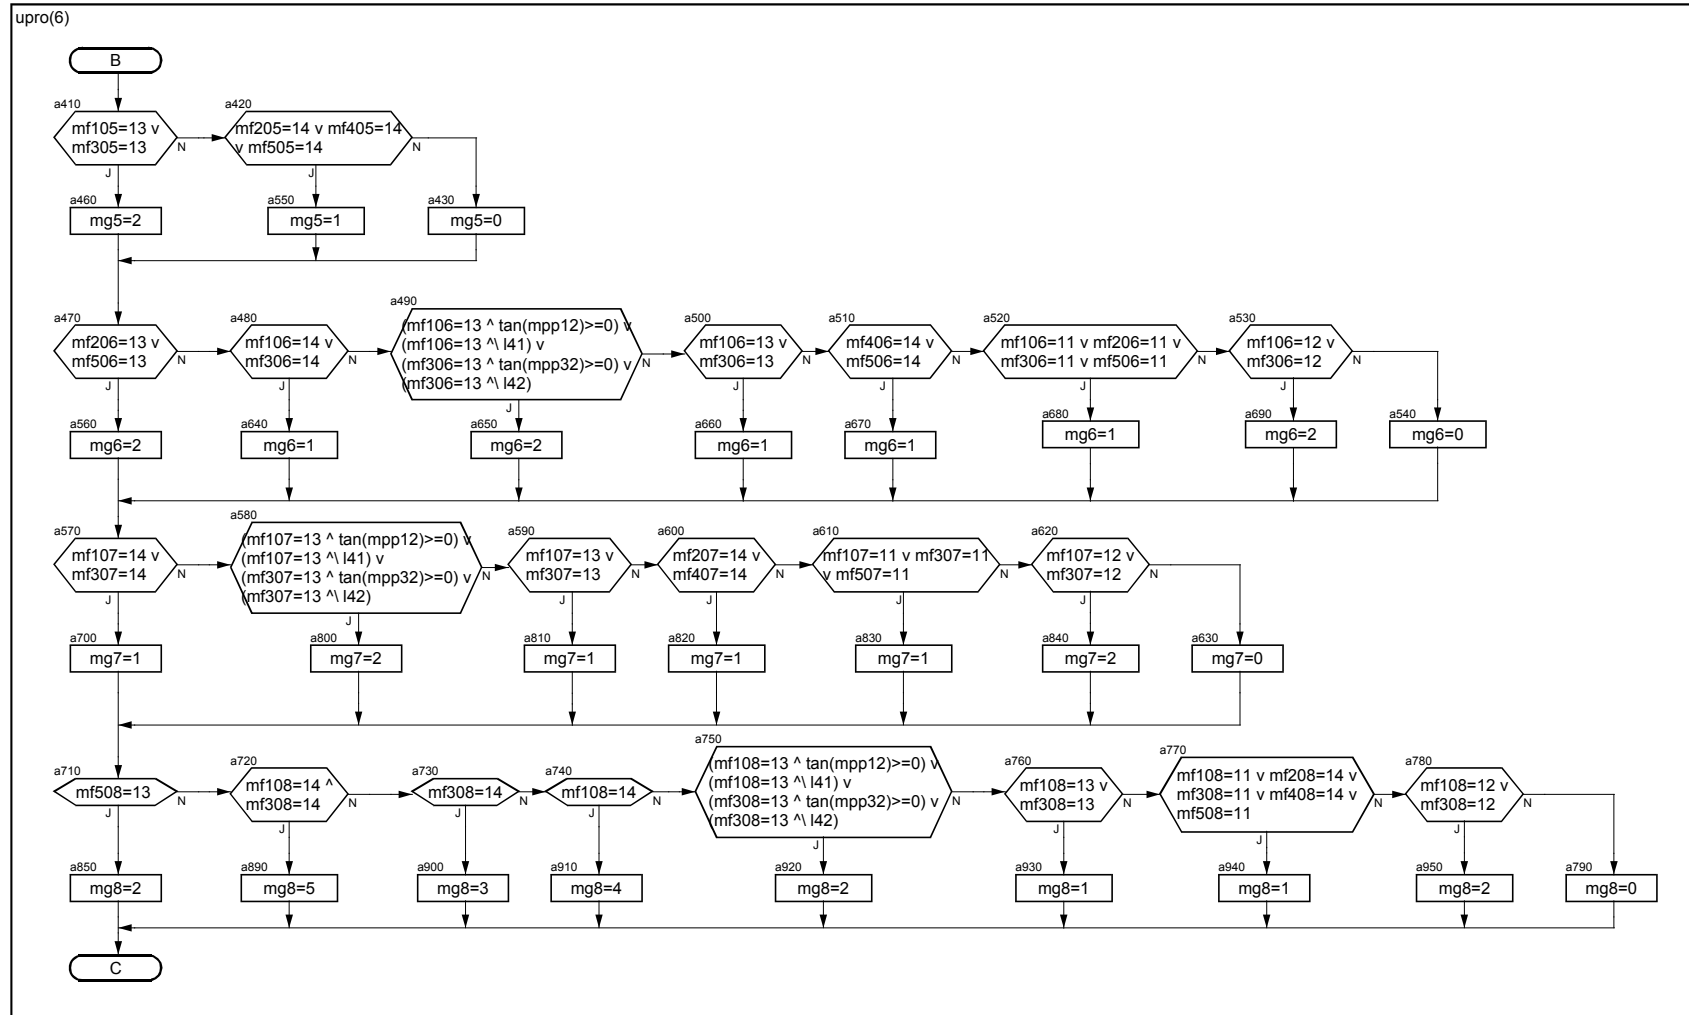 upro(6)
B
a410
mf105=13 v
mf305=13
N
J
a420
mf205=14 v mf405=14
v mf505=14
N
J
a460
mg5=2
a550
mg5=1
a430
mg5=0
a470
mf206=13 v
mf506=13
N
J
a480
mf106=14 v
mf306=14
N
J
a490
(mf106=13 ^ tan(mpp12)>=0) v
(mf106=13 ^\ l41) v
(mf306=13 ^ tan(mpp32)>=0) v
(mf306=13 ^\ l42)
N
J
a500
mf106=13 v
mf306=13
N
J
a510
mf406=14 v
mf506=14
N
J
a520
mf106=11 v mf206=11 v
mf306=11 v mf506=11
N
J
a530
mf106=12 v
mf306=12
N
J
a560
mg6=2
a640
mg6=1
a650
mg6=2
a660
mg6=1
a670
mg6=1
a680
mg6=1
a690
mg6=2
a540
mg6=0
a570
mf107=14 v
mf307=14
N
J
a580
(mf107=13 ^ tan(mpp12)>=0) v
(mf107=13 ^\ l41) v
(mf307=13 ^ tan(mpp32)>=0) v
(mf307=13 ^\ l42)
N
J
a590
mf107=13 v
mf307=13
N
J
a600
mf207=14 v
mf407=14
N
J
a610
mf107=11 v mf307=11
v mf507=11
N
J
a620
mf107=12 v
mf307=12
N
J
a700
mg7=1
a800
mg7=2
a810
mg7=1
a820
mg7=1
a830
mg7=1
a840
mg7=2
a630
mg7=0
a710
mf508=13
N
J
a720
mf108=14 ^
mf308=14
N
J
a730
mf308=14
N
J
a740
mf108=14
N
J
a750
(mf108=13 ^ tan(mpp12)>=0) v
(mf108=13 ^\ l41) v
(mf308=13 ^ tan(mpp32)>=0) v
(mf308=13 ^\ l42)
N
J
a760
mf108=13 v
mf308=13
N
J
a770
mf108=11 v mf208=14 v
mf308=11 v mf408=14 v
mf508=11
N
J
a780
mf108=12 v
mf308=12
N
J
a850
mg8=2
a890
mg8=5
a900
mg8=3
a910
mg8=4
a920
mg8=2
a930
mg8=1
a940
mg8=1
a950
mg8=2
a790
mg8=0
C